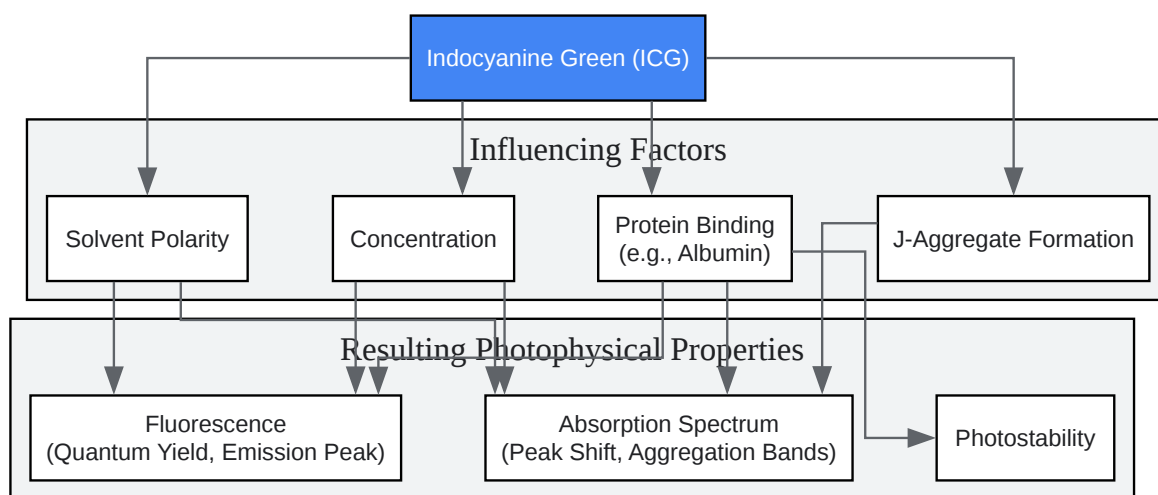 Indocyanine Green (ICG)
Influencing Factors
Solvent Polarity
Concentration
Protein Binding
(e.g., Albumin)
J-Aggregate Formation
Resulting Photophysical Properties
Fluorescence
(Quantum Yield, Emission Peak)
Absorption Spectrum
(Peak Shift, Aggregation Bands)
Photostability